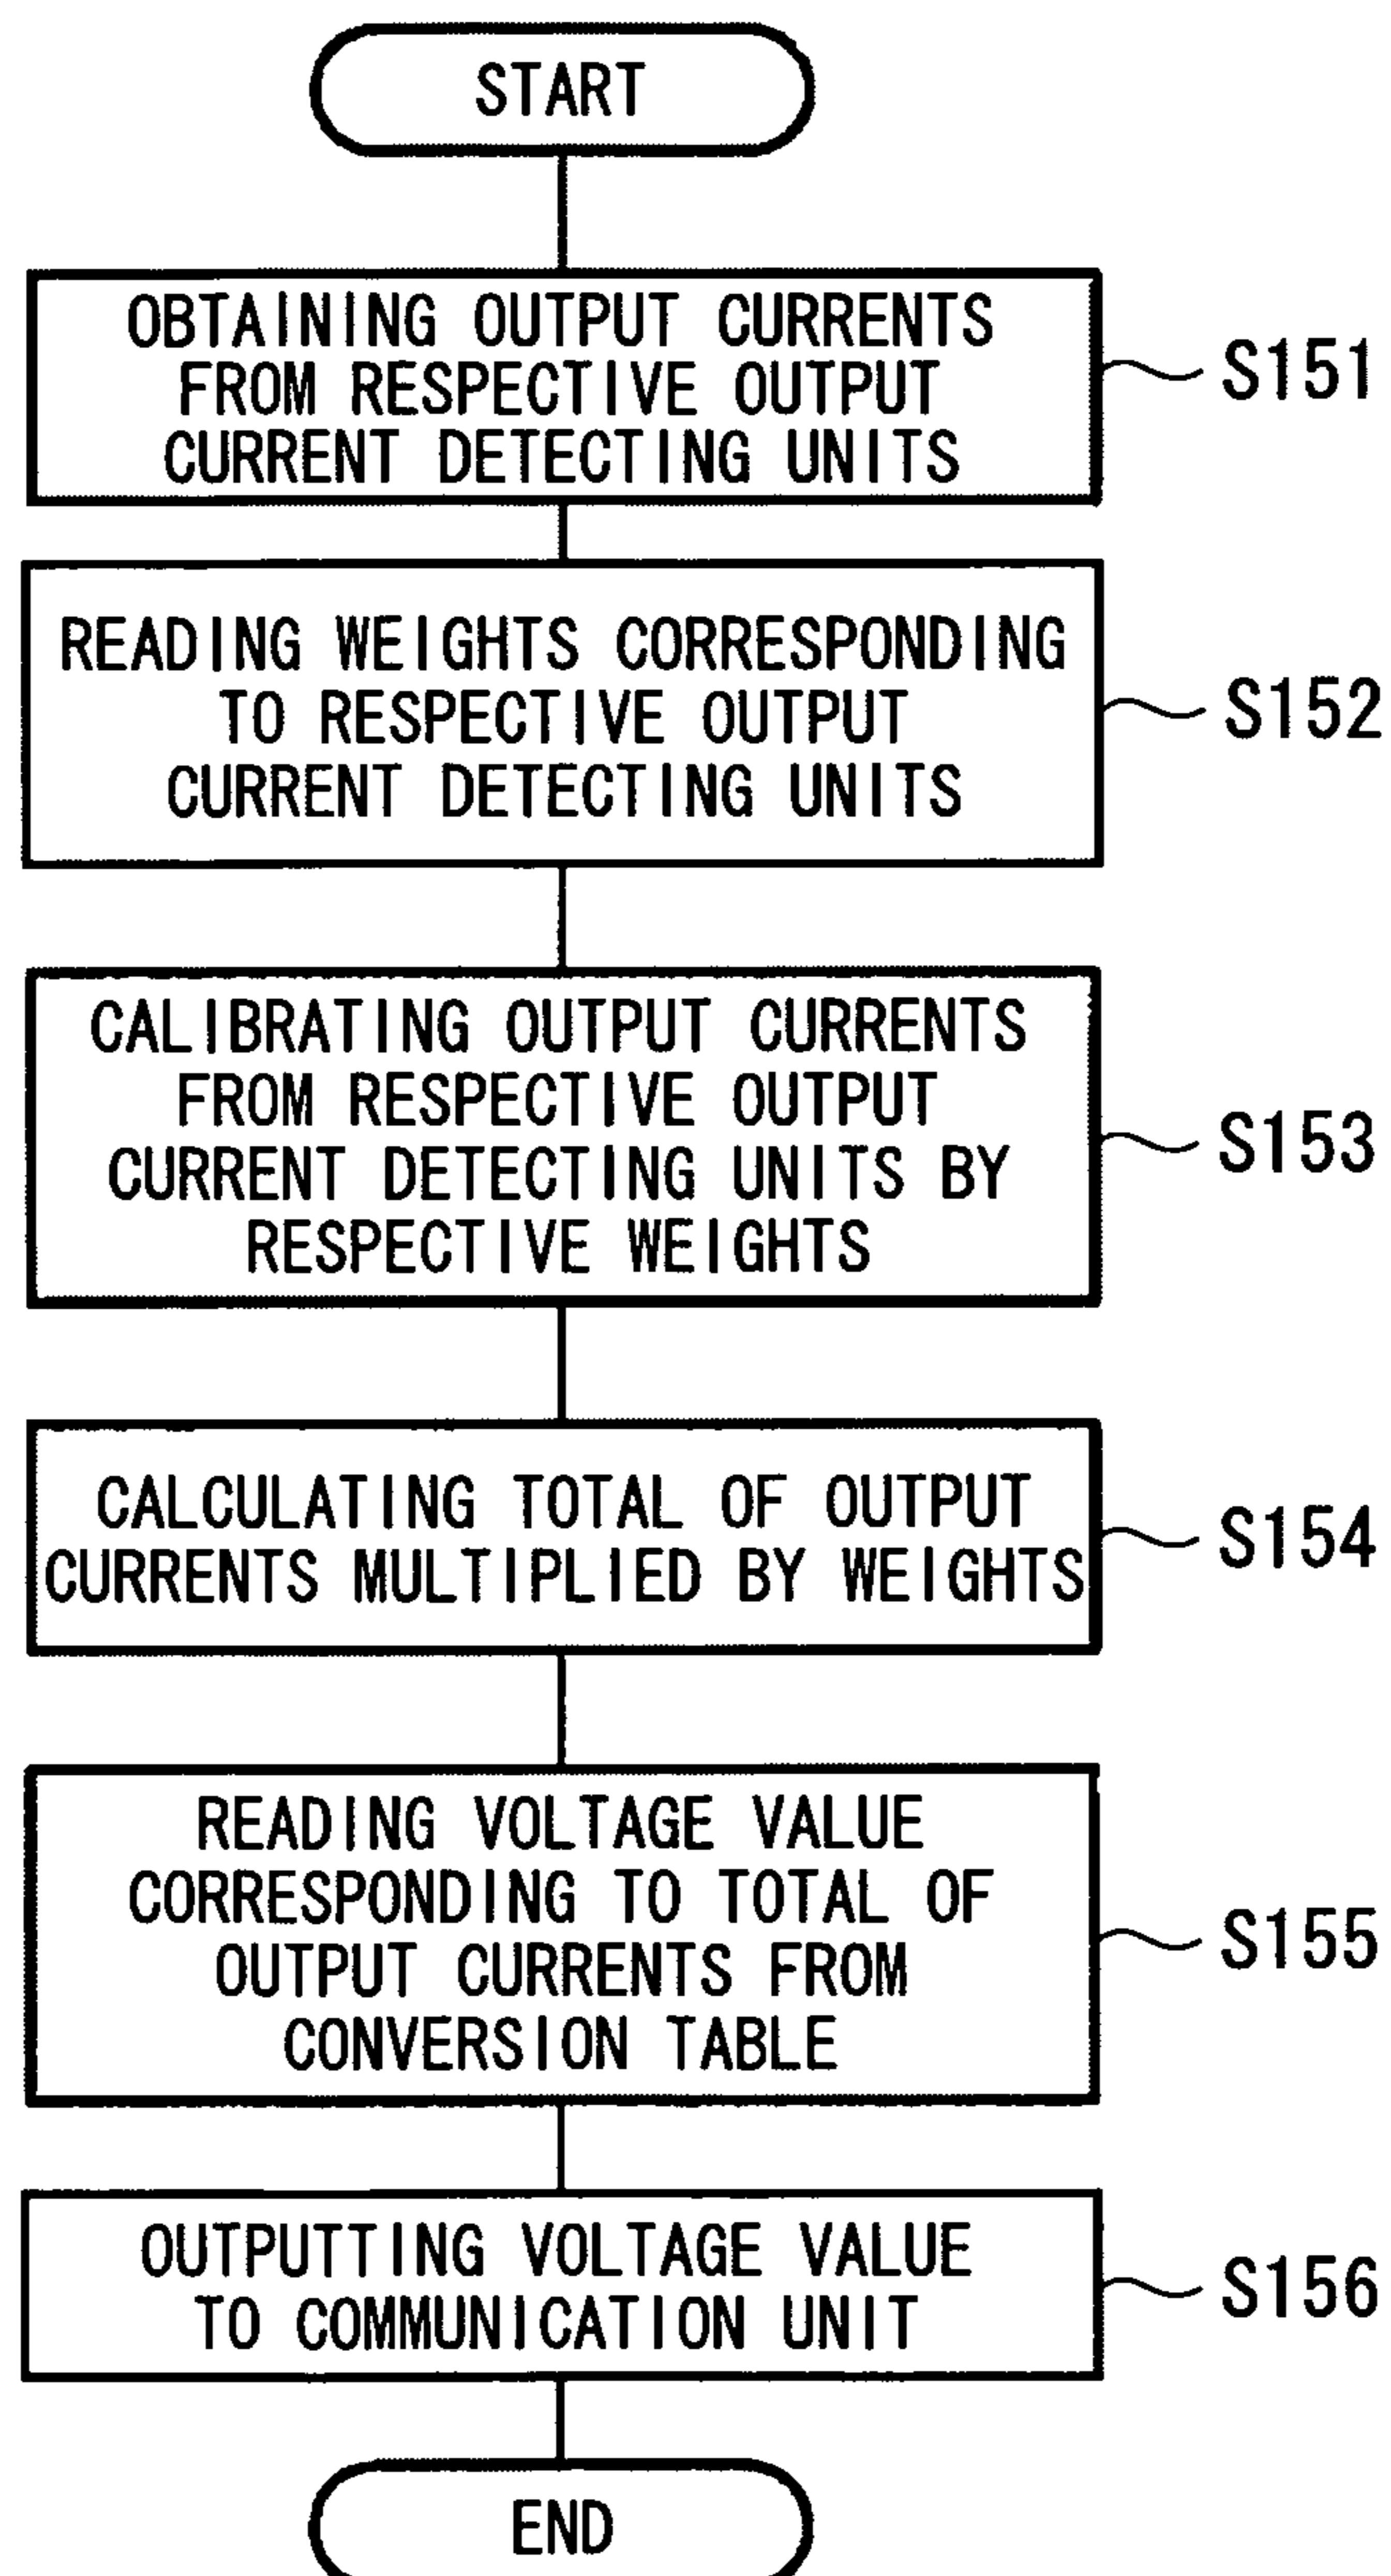 START
OBTAINING OUTPUT CURRENTS
FROM RESPECTIVE OUTPUT
CURRENT DETECTING UNITS
S151
READING WEIGHTS CORRESPONDING
TO RESPECTIVE OUTPUT
CURRENT DETECTING UNITS
S152
CALIBRATING OUTPUT CURRENTS
FROM RESPECTIVE OUTPUT
CURRENT DETECTING UNITS BY
RESPECTIVE WEIGHTS
S153
CALCULATING TOTAL OF OUTPUT
CURRENTS MULTIPLIED BY WEIGHTS
S154
READING VOLTAGE VALUE
CORRESPONDING TO TOTAL OF
OUTPUT CURRENTS FROM
CONVERSION TABLE
S155
OUTPUTTING VOLTAGE VALUE
TO COMMUNICATION UNIT
S156
END